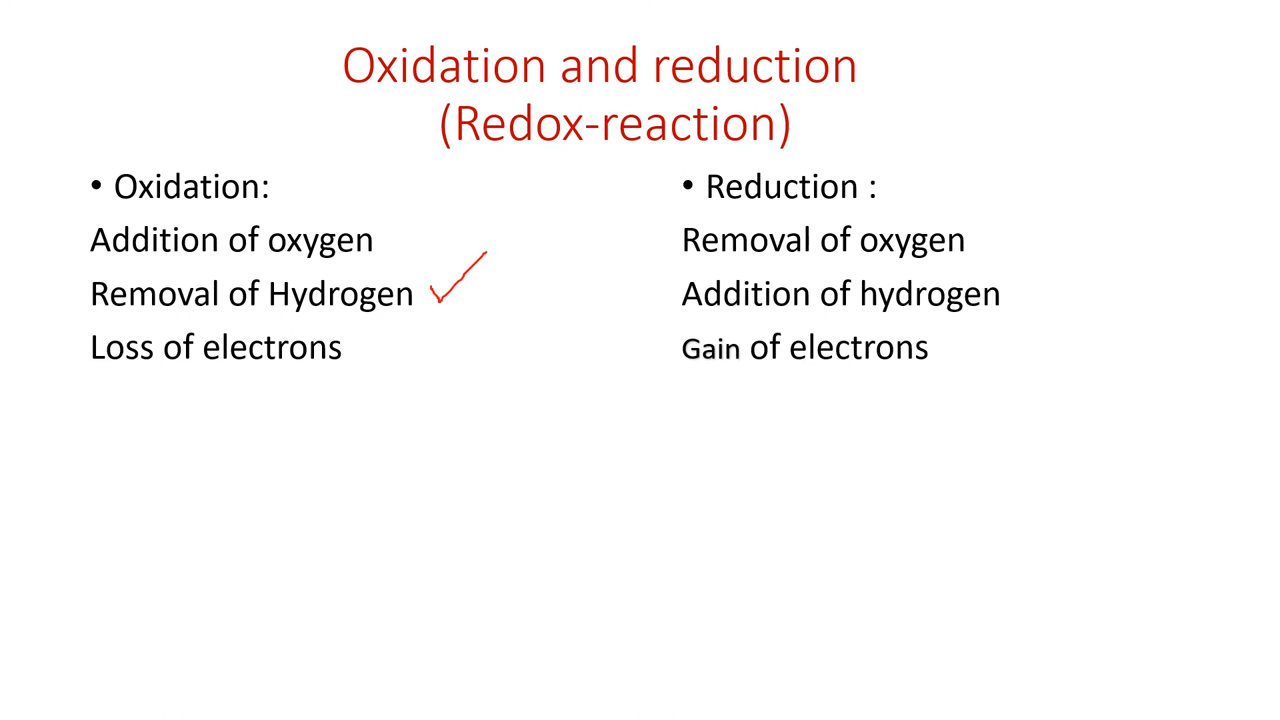 Oxidation and reduction
(Redox-reaction)
• Oxidation:
Addition of oxygen
Removal of Hydrogen
Loss of electrons
• Reduction :
Removal of oxygen
Addition of hydrogen
Gain of electrons